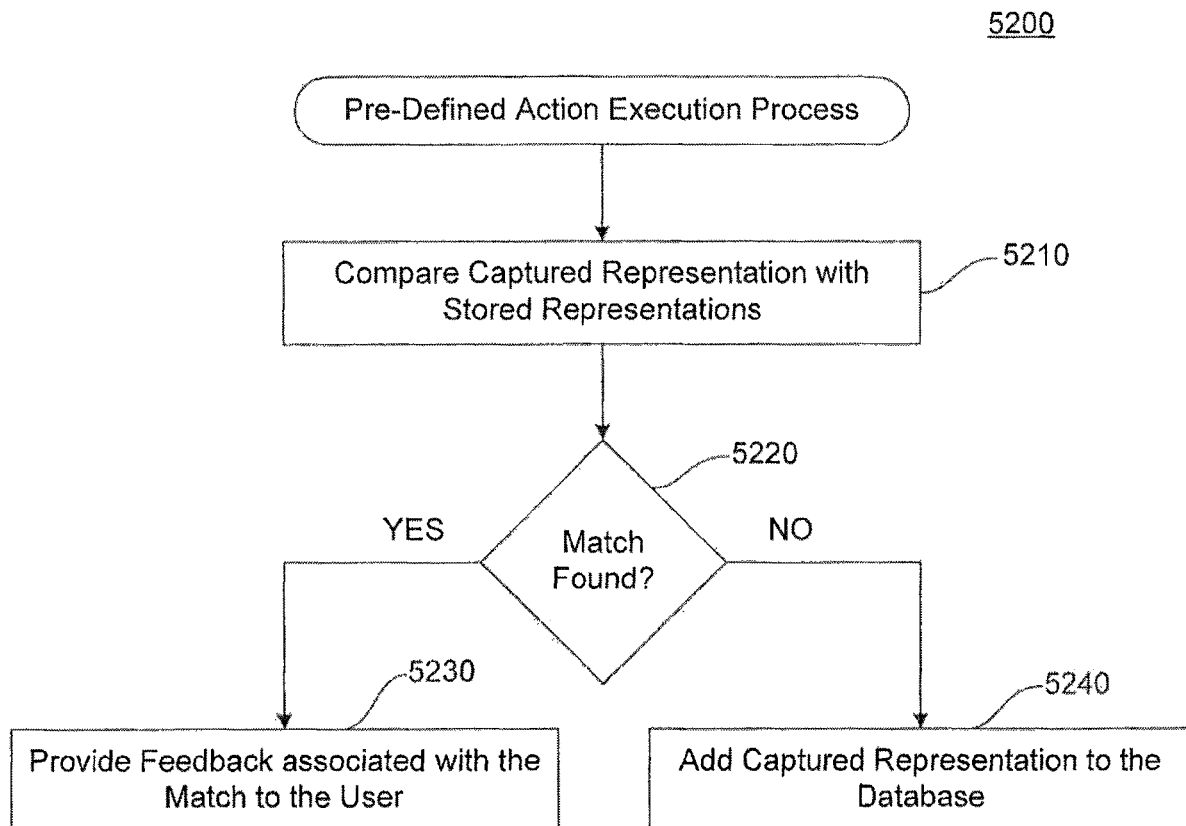 5200
Pre-Defined Action Execution Process
Compare Captured Representation with
Stored Representations
5210
5220
YES
Match
Found?
NO
5230
Provide Feedback associated with the
Match to the User
5240
Add Captured Representation to the
Database